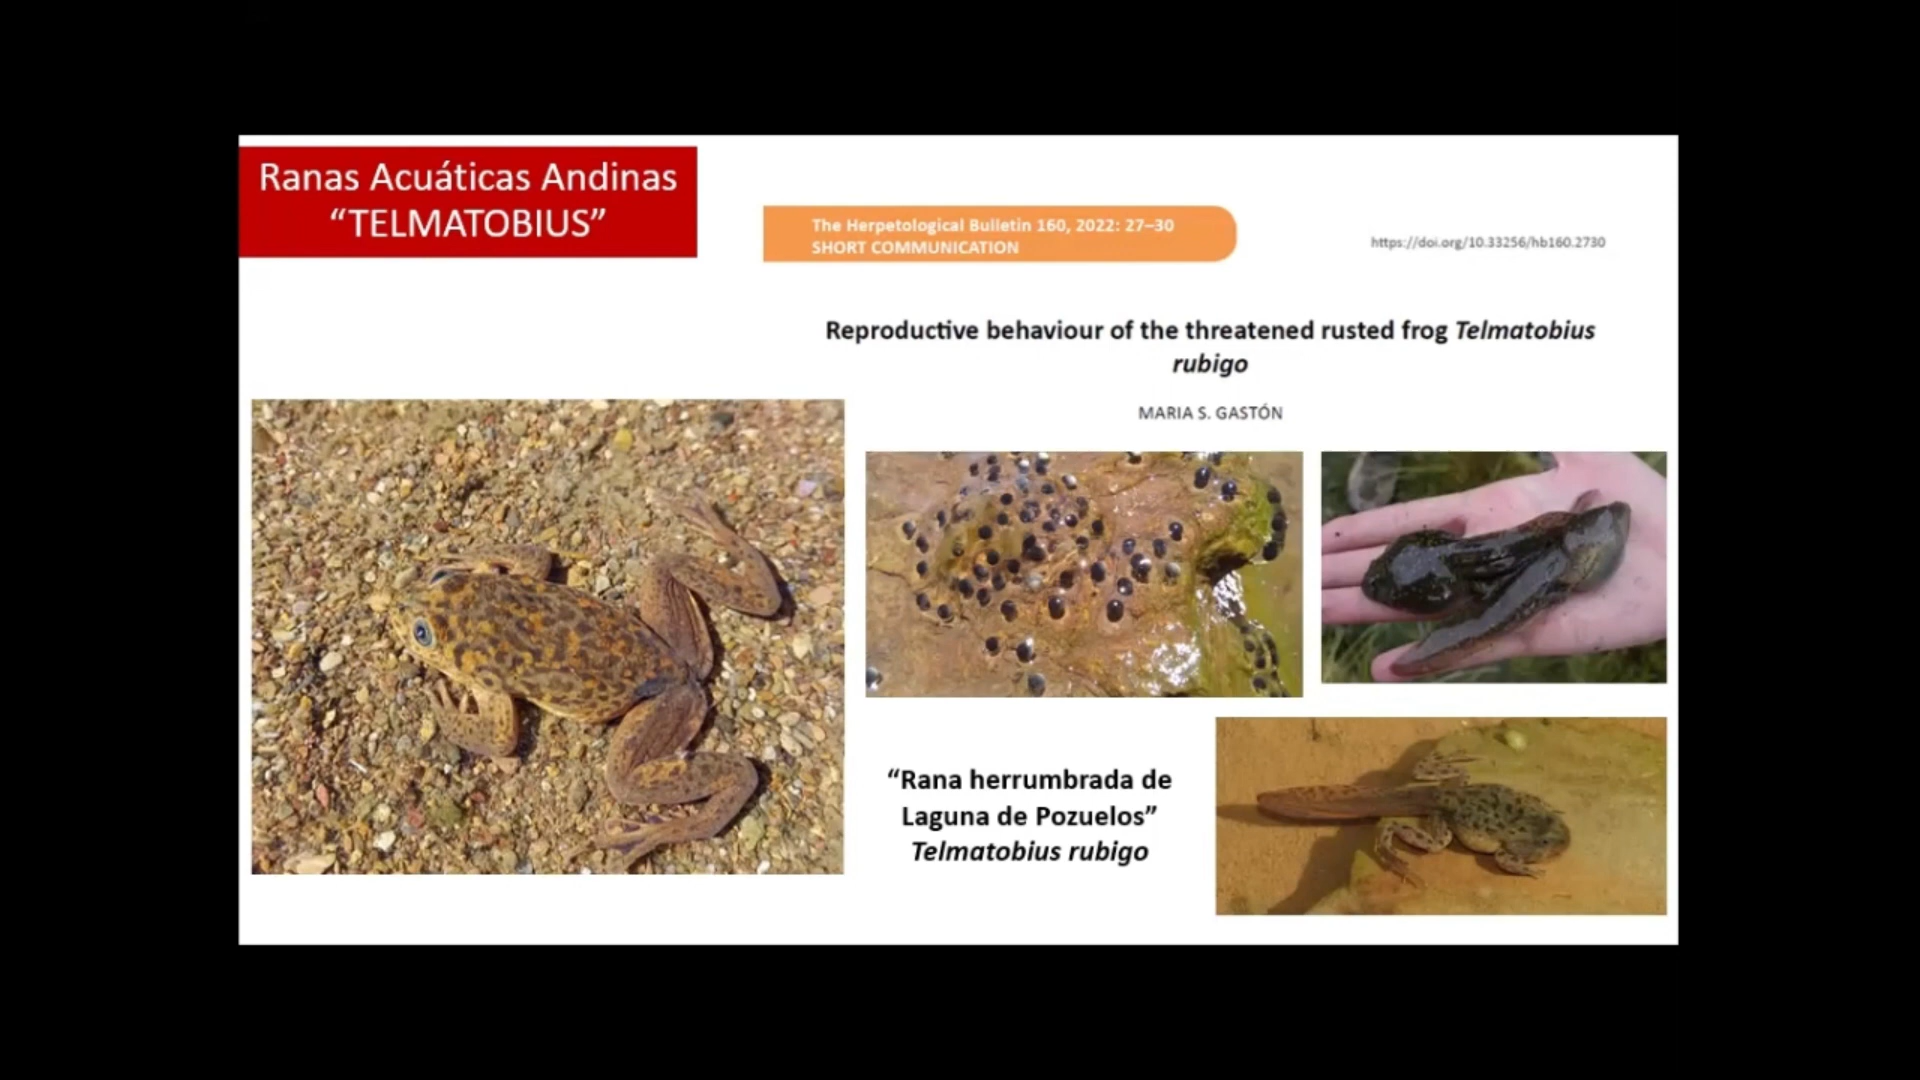 Ranas Acuáticas Andinas
“TELMATOBIUS”
The Herpetological Bulletin 160, 2022: 27–30
SHORT COMMUNICATION
https://doi.org/10.33256/hb160.2730
Reproductive behaviour of the threatened rusted frog Telmatobius
rubigo
MARIA S. GASTÓN
“Rana herrumbrada de
Laguna de Pozuelos”
Telmatobius rubigo